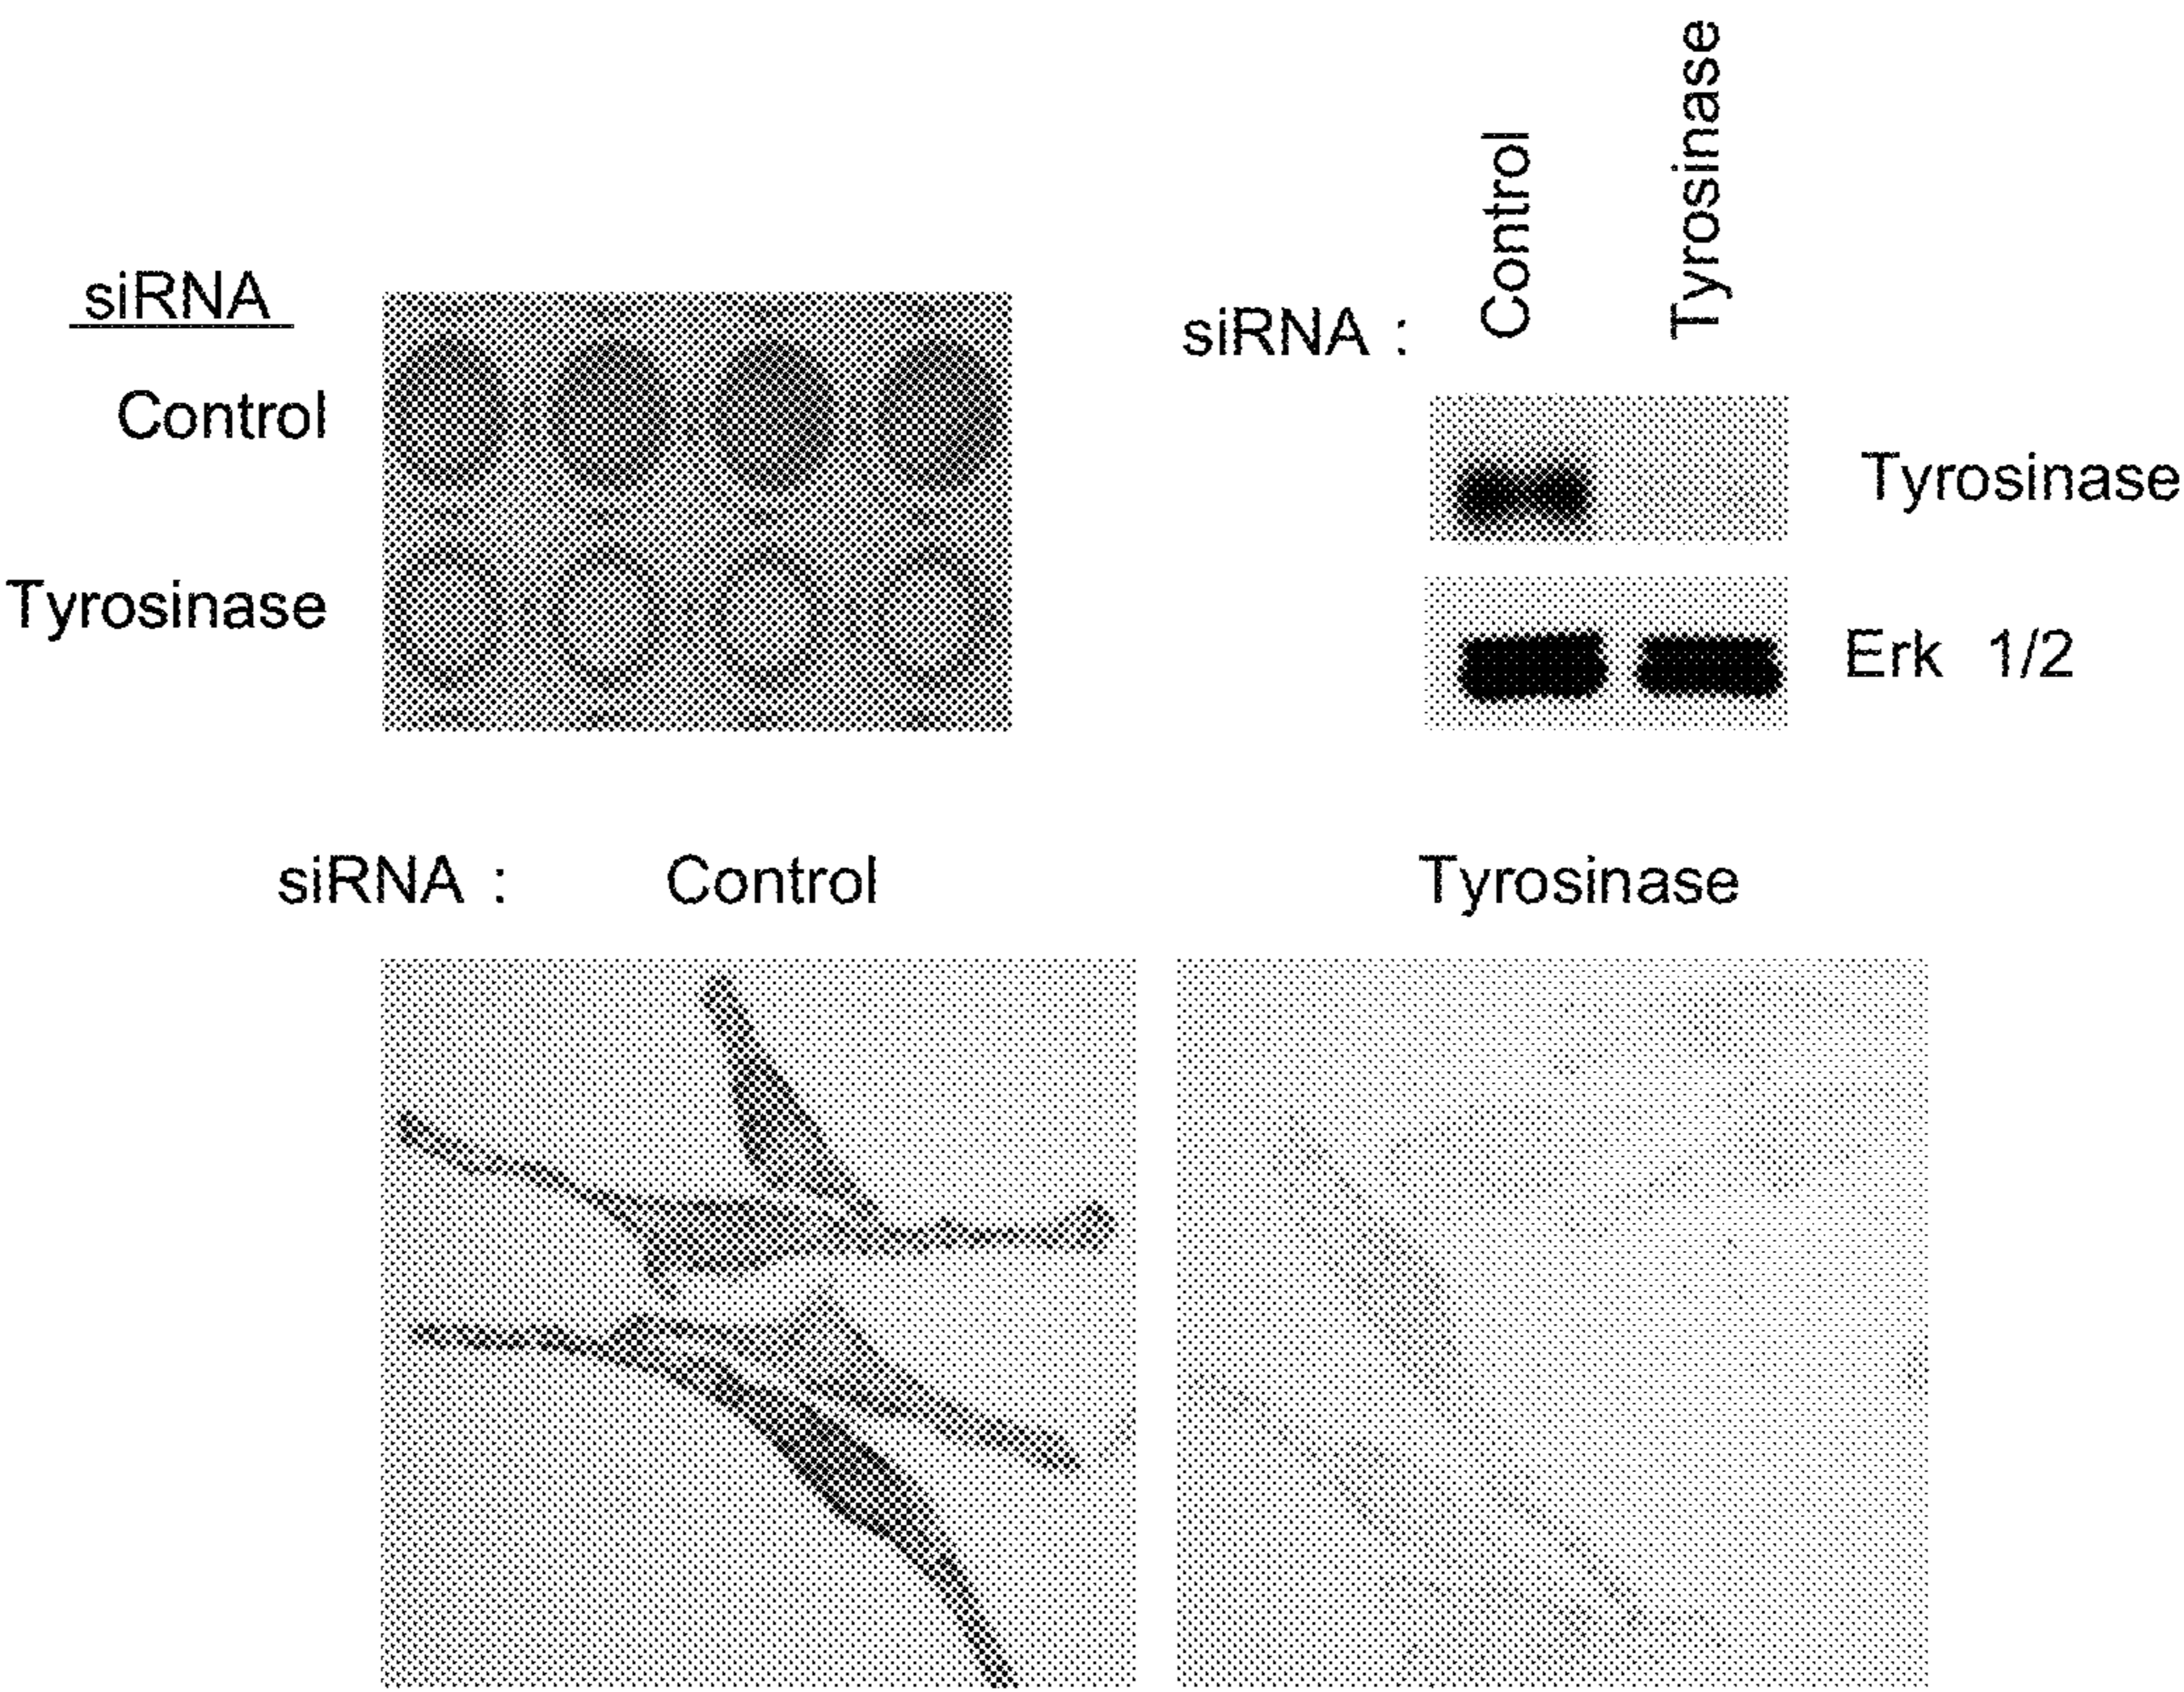 siRNA
Control
Tyrosinase
siRNA :
Control
Tyrosinase
Tyrosinase
Erk 1/2
siRNA : Control Tyrosinase